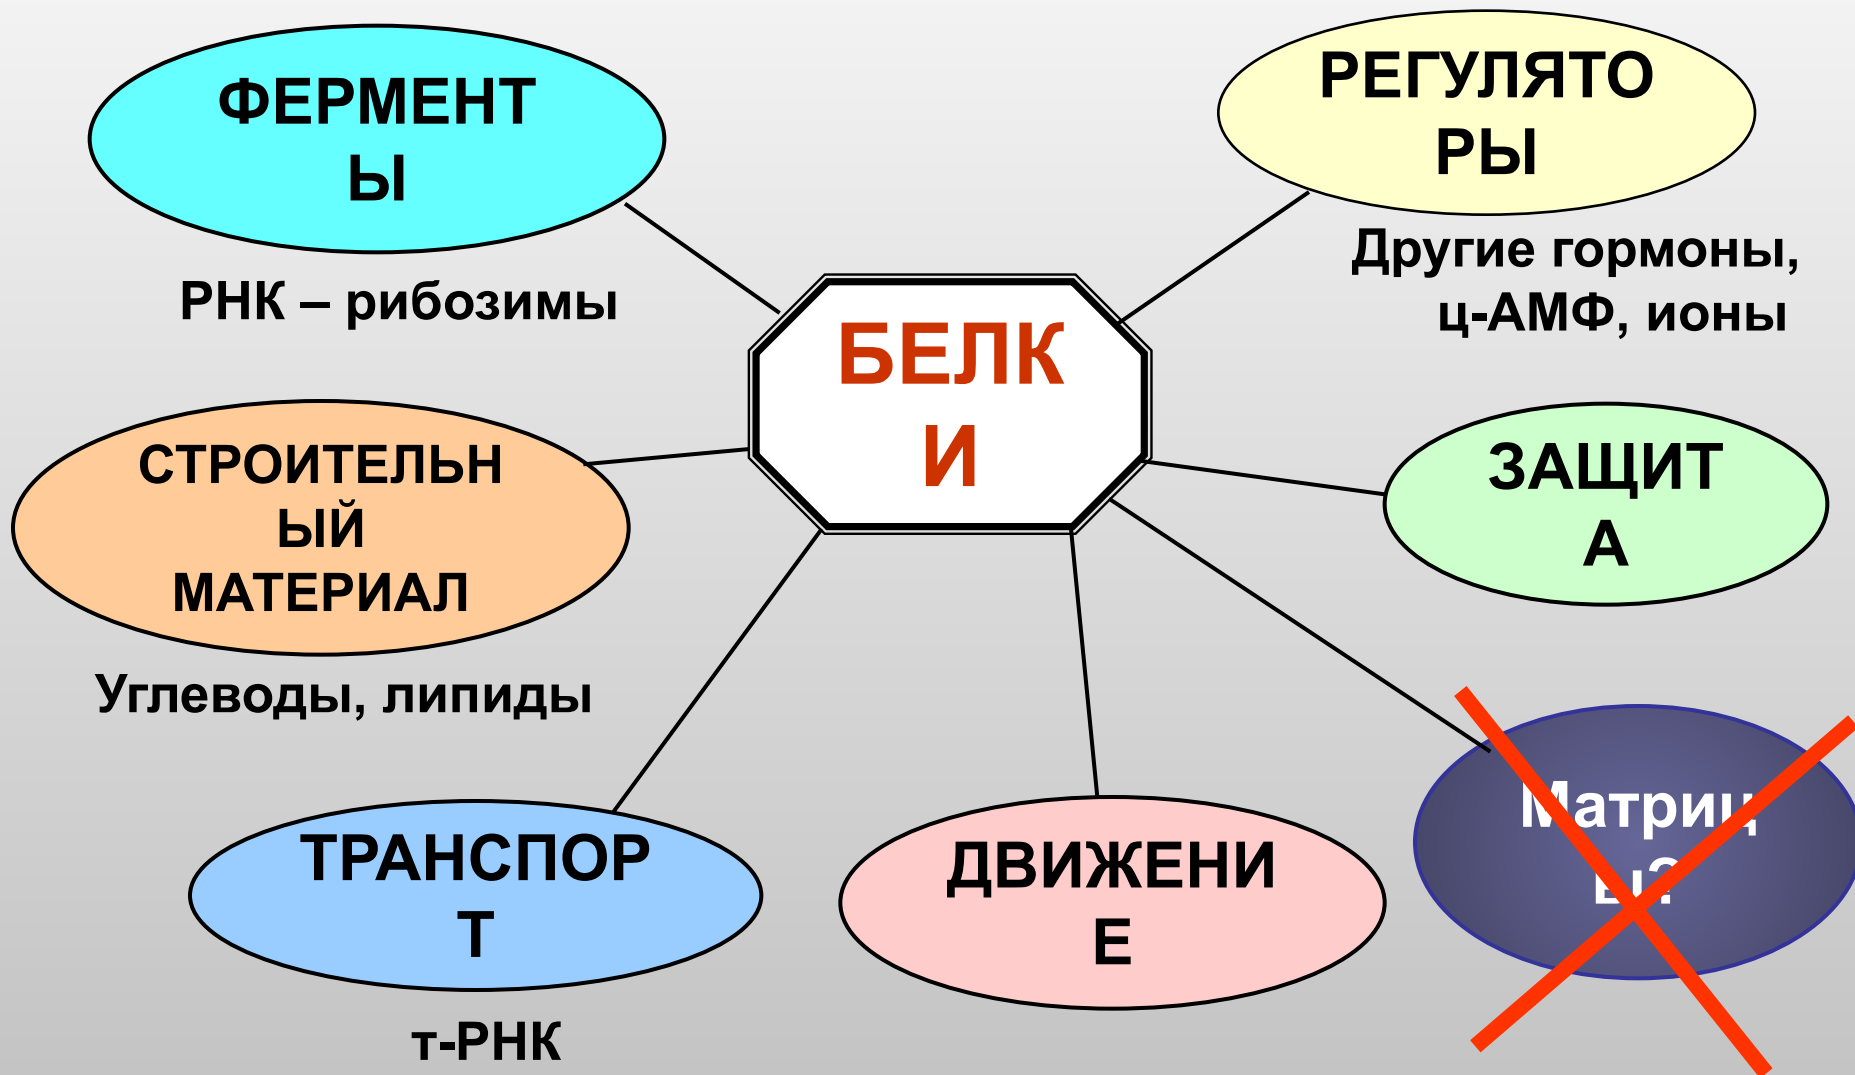 ФЕРМЕНТ
Ы
РНК – рибозимы
РЕГУЛЯТО
РЫ
Другие гормоны,
ц-АМФ, ионы
БЕЛК
И
СТРОИТЕЛЬН
ЫЙ
МАТЕРИАЛ
Углеводы, липиды
ЗАЩИТ
А
ТРАНСПОР
Т
т-РНК
ДВИЖЕНИ
Е
Матриц
ы?